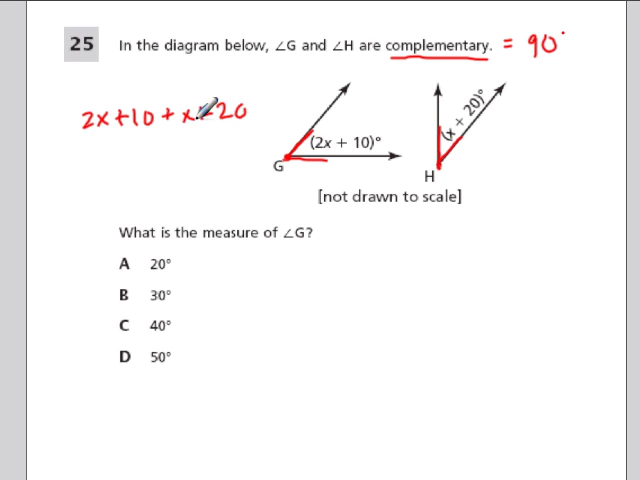 25 In the diagram below, ∠G and ∠H are complementary. = 90°
2x+10+x+20
(2x + 10)°
(x + 20)°
G
H
[not drawn to scale]
What is the measure of ∠G?
A 20°
B 30°
C 40°
D 50°